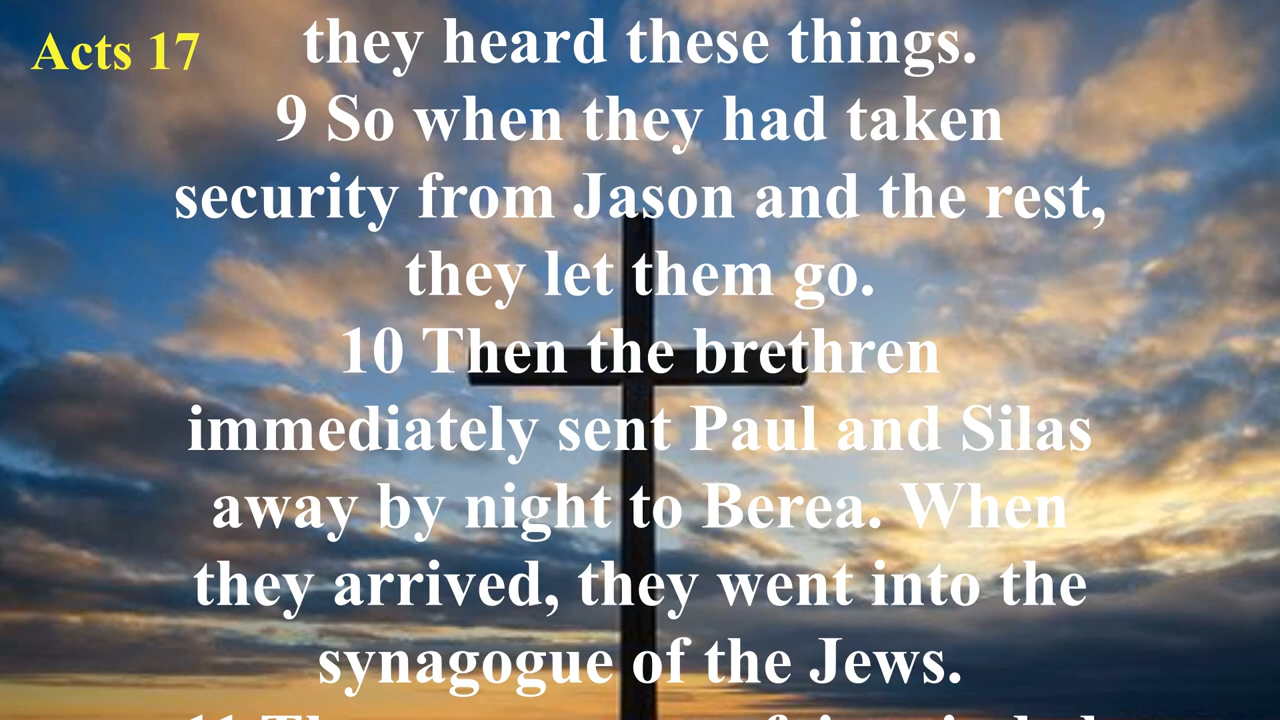 Acts 17
they heard these things.
9 So when they had taken
security from Jason and the rest,
they let them go.
10 Then the brethren
immediately sent Paul and Silas
away by night to Berea. When
they arrived, they went into the
synagogue of the Jews.
11